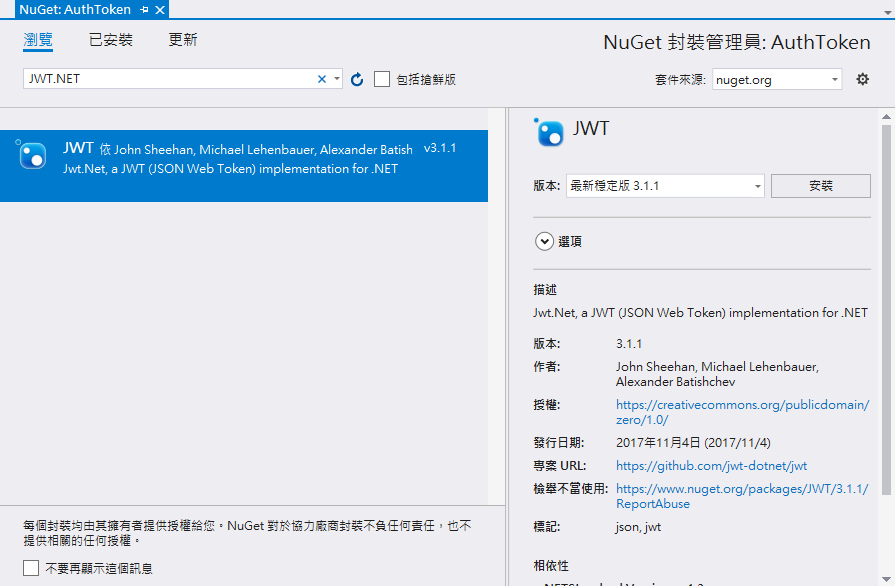 NuGet: AuthToken
瀏覽 已安裝 更新
NuGet 封裝管理員: AuthToken
JWT.NET
包括搶鮮版
套件來源: nuget.org
JWT 依 John Sheehan, Michael Lehenbauer, Alexander Batish v3.1.1
Jwt.Net, a JWT (JSON Web Token) implementation for .NET
每個封裝均由其擁有者提供授權給您。NuGet 對於協力廠商封裝不負任何責任，也不
提供相關的任何授權。
不要再顯示這個訊息
JWT
版本: 最新穩定版 3.1.1 安裝
選項
描述
Jwt.Net, a JWT (JSON Web Token) implementation for .NET
版本: 3.1.1
作者: John Sheehan, Michael Lehenbauer,
Alexander Batishchev
授權: https://creativecommons.org/publicdomain/
zero/1.0/
發行日期: 2017年11月4日 (2017/11/4)
專案 URL: https://github.com/jwt-dotnet/jwt
檢舉不當使用: https://www.nuget.org/packages/JWT/3.1.1/
ReportAbuse
標記: json, jwt
相依性